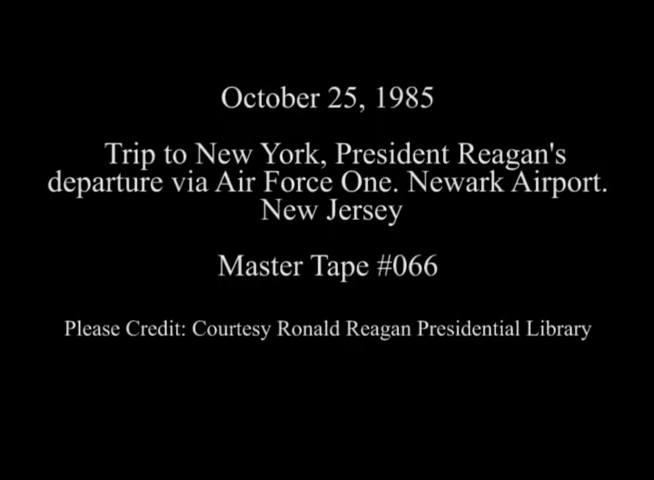 October 25, 1985
Trip to New York, President Reagan's
departure via Air Force One. Newark Airport.
New Jersey
Master Tape #066
Please Credit: Courtesy Ronald Reagan Presidential Library